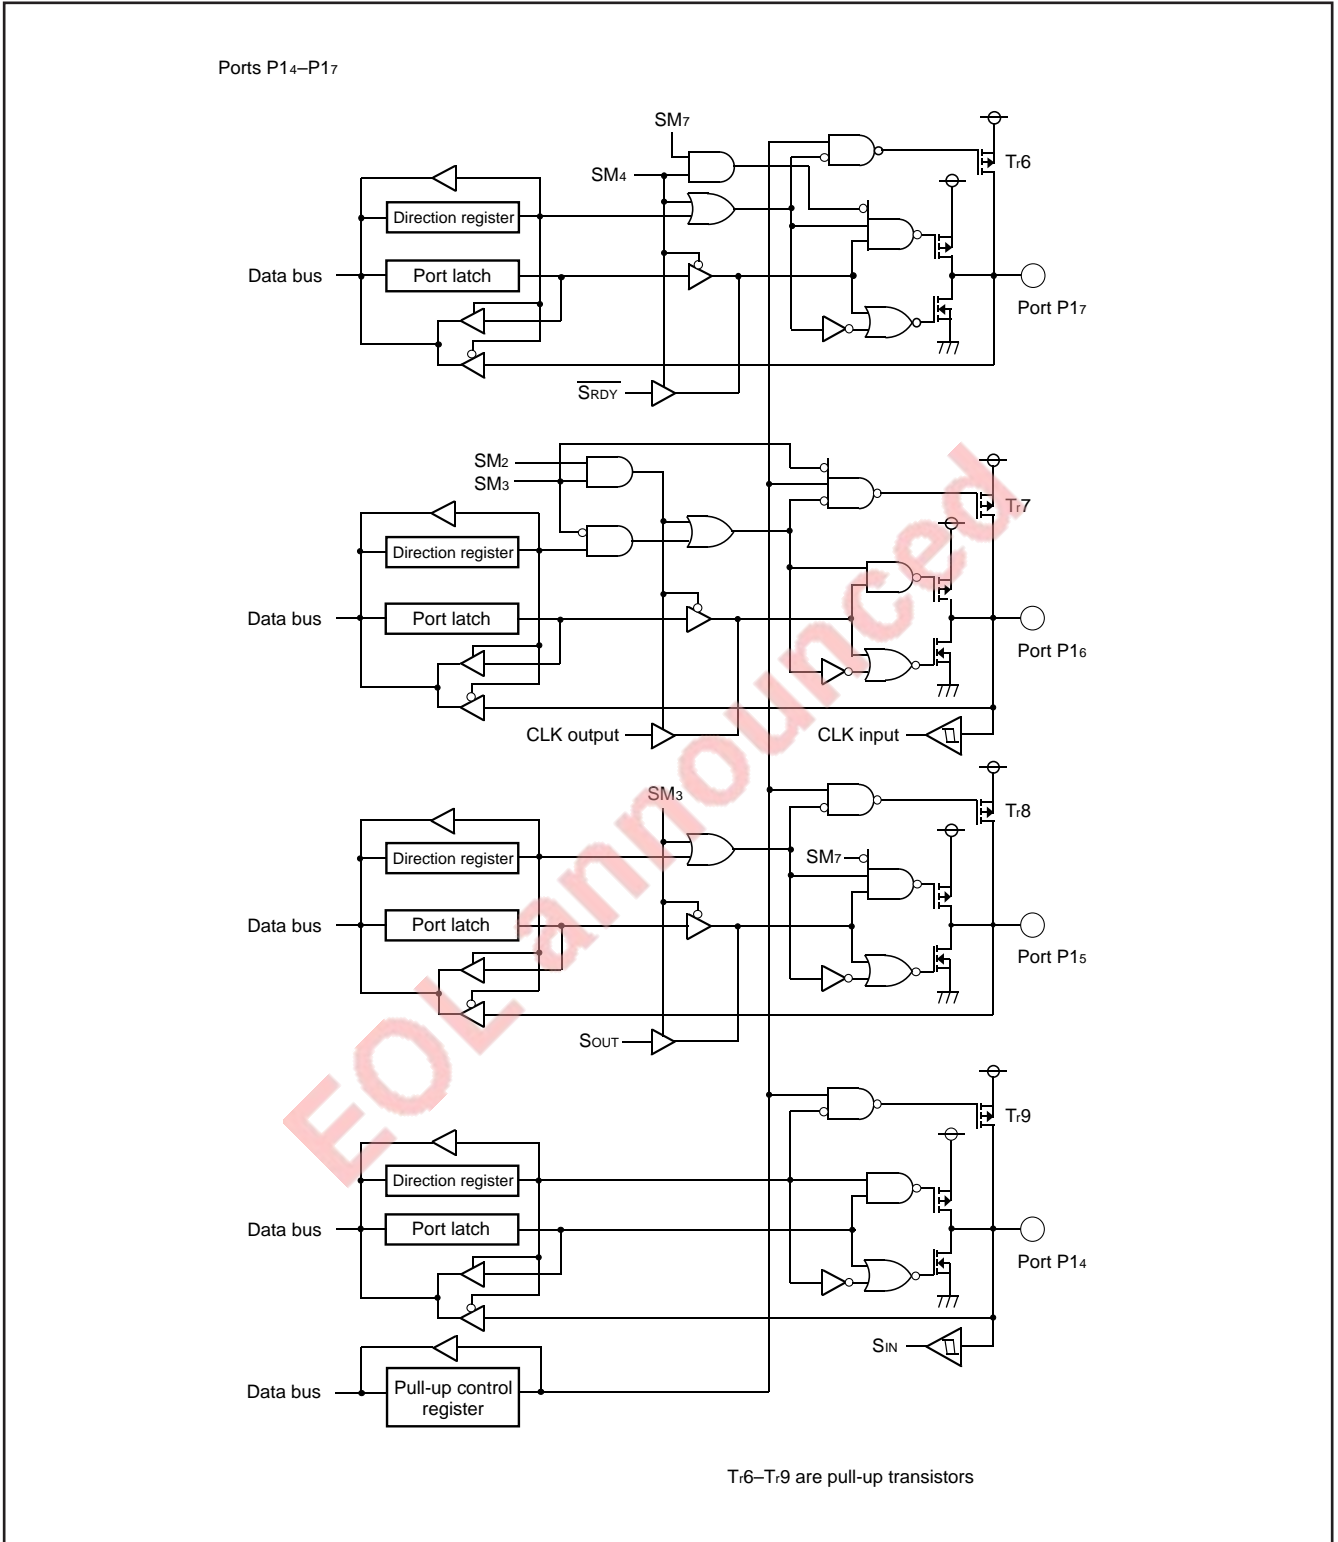 Ports P14–P17
SM7
SM4
Tr6
Direction register
Data bus
Port latch
Port P17
SRDY
SM2
SM3
Tr7
Direction register
Data bus
Port latch
Port P16
CLK output
CLK input
SM3
Tr8
Direction register
SM7
Data bus
Port latch
Port P15
SOUT
Tr9
Direction register
Data bus
Port latch
Port P14
SIN
Data bus
Pull-up control
register
Tr6–Tr9 are pull-up transistors
EOL announced